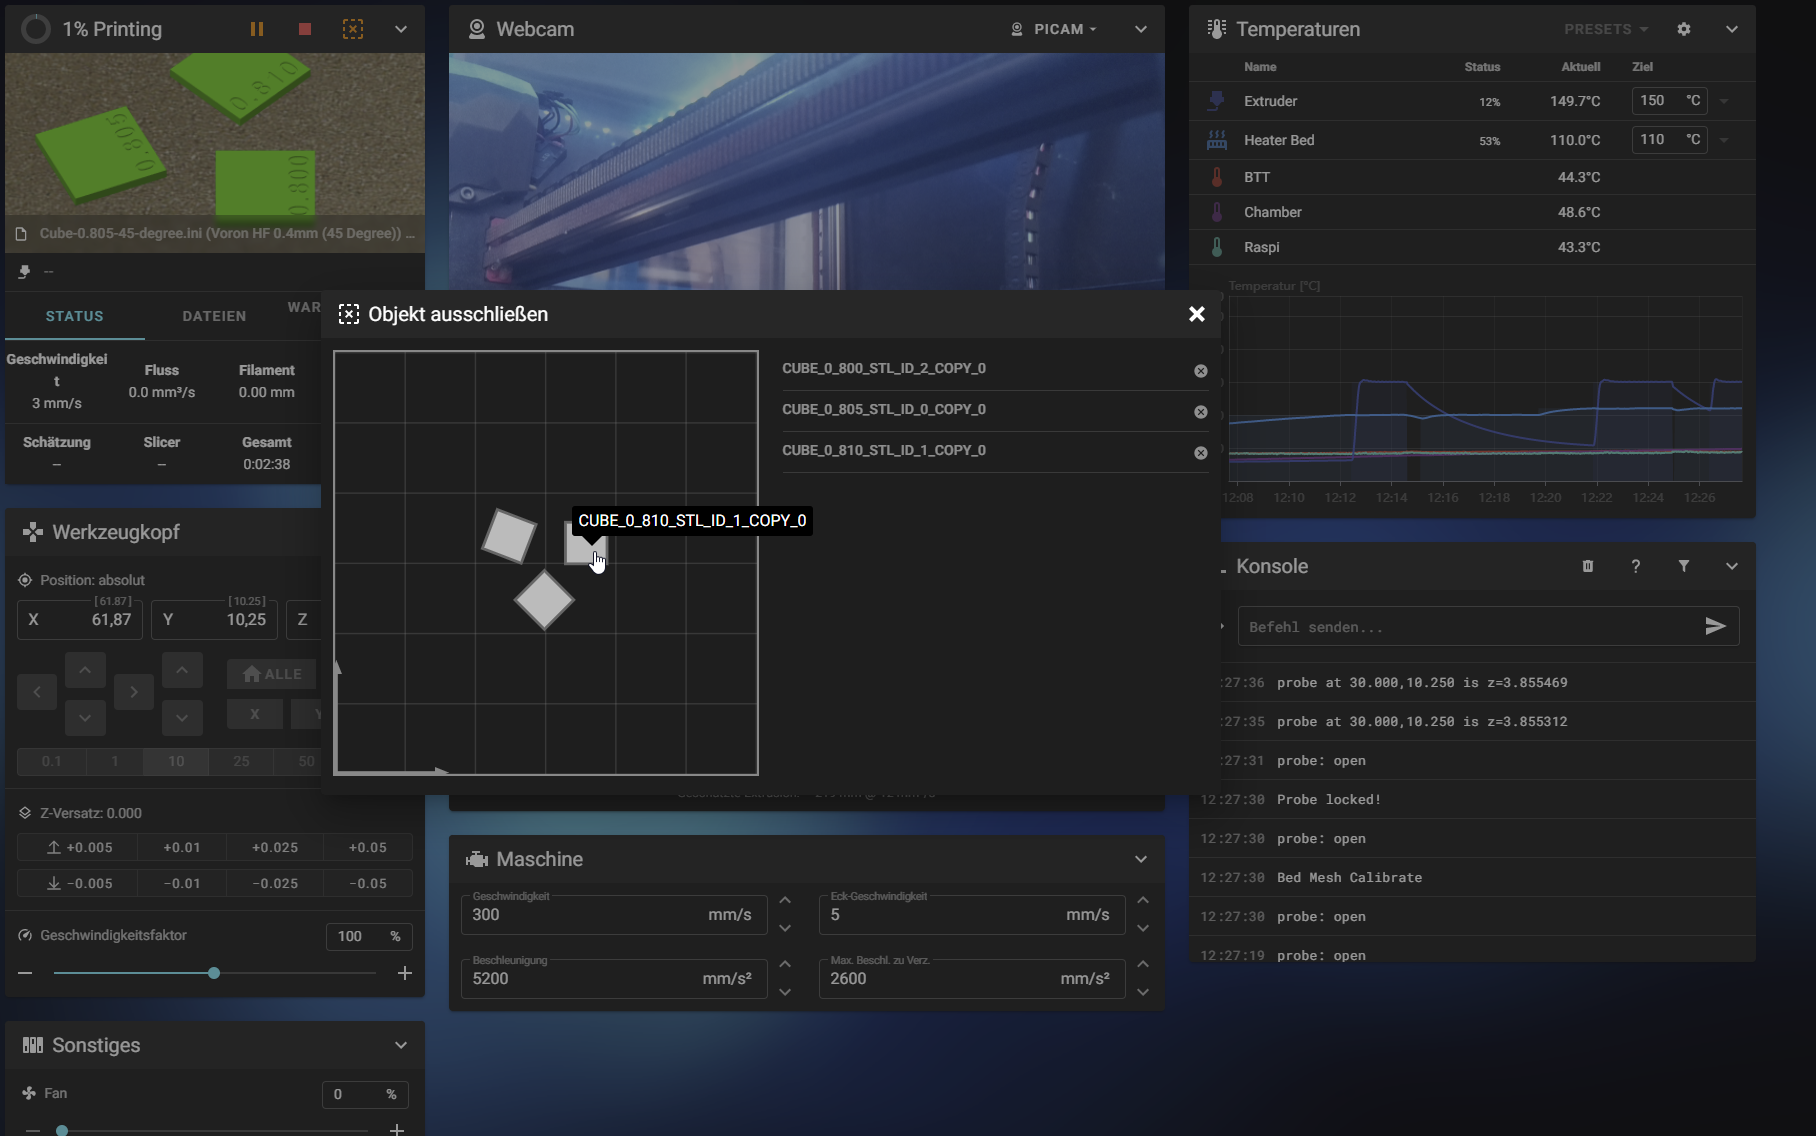 1% Printing
0.810
0.805
0.800
Cube-0.805-45-degree.ini (Voron HF 0.4mm (45 Degree)) ...
--
STATUS
DATEIEN
WAR
Geschwindigkei
t
3 mm/s
Fluss
0.0 mm³/s
Filament
0.00 mm
Schätzung
--
Slicer
--
Gesamt
0:02:38
Werkzeugkopf
Position: absolut
[61.87]
X 61,87
[10.25]
Y 10,25
Z
ALLE
X
0.1 1 10 25 50
Z-Versatz: 0.000
+0.005 +0.01 +0.025 +0.05
−0.005 −0.01 −0.025 −0.05
Geschwindigkeitsfaktor
100 %
Sonstiges
Fan
0 %
Webcam
PICAM
Objekt ausschließen
CUBE_0_800_STL_ID_2_COPY_0
CUBE_0_805_STL_ID_0_COPY_0
CUBE_0_810_STL_ID_1_COPY_0
CUBE_0_810_STL_ID_1_COPY_0
Maschine
Geschwindigkeit
300 mm/s
Eck-Geschwindigkeit
5 mm/s
Beschleunigung
5200 mm/s²
Max. Beschl. zu Verz.
2600 mm/s²
Temperaturen
PRESETS
Name Status Aktuell Ziel
Extruder 12% 149.7°C 150 °C
Heater Bed 53% 110.0°C 110 °C
BTT 44.3°C
Chamber 48.6°C
Raspi 43.3°C
Temperatur [°C]
12:08 12:10 12:12 12:14 12:16 12:18 12:20 12:22 12:24 12:26
Konsole
Befehl senden...
:27:36 probe at 30.000,10.250 is z=3.855469
:27:35 probe at 30.000,10.250 is z=3.855312
:27:31 probe: open
12:27:30 Probe locked!
12:27:30 probe: open
12:27:30 Bed Mesh Calibrate
12:27:30 probe: open
12:27:19 probe: open